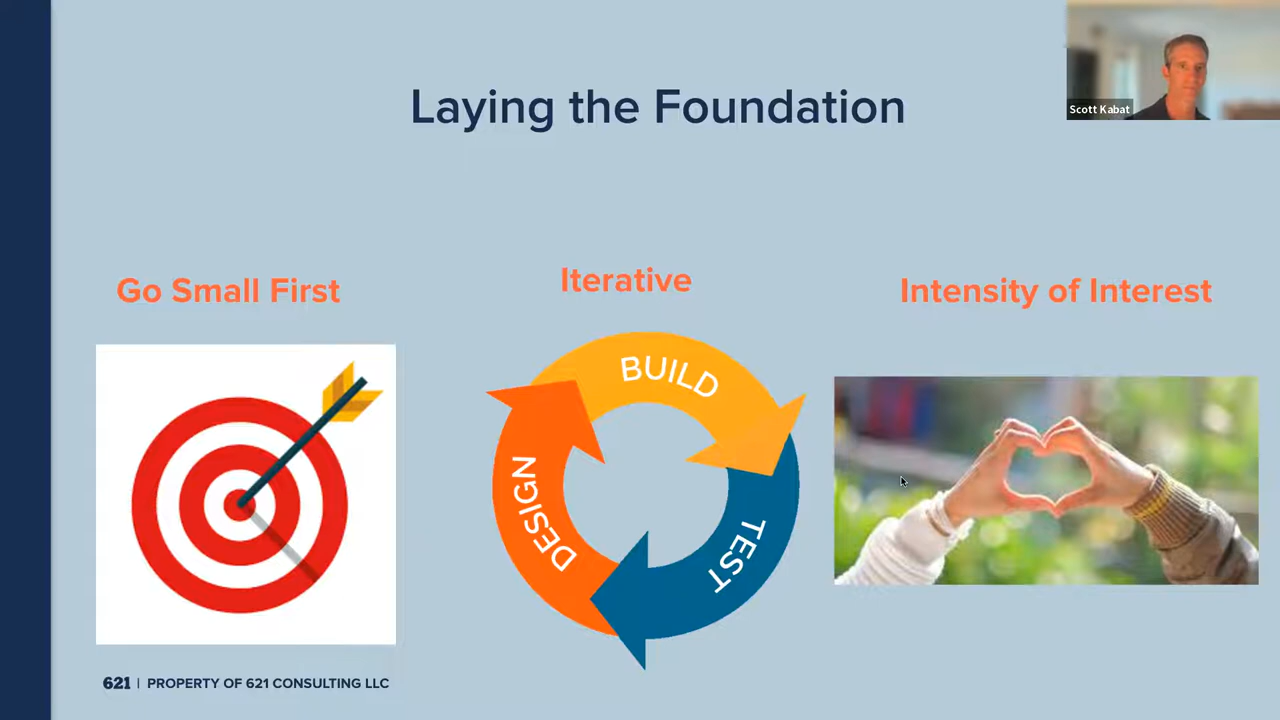 Laying the Foundation
Scott Kabat
Go Small First
Iterative
Intensity of Interest
BUILD
TEST
DESIGN
621 | PROPERTY OF 621 CONSULTING LLC